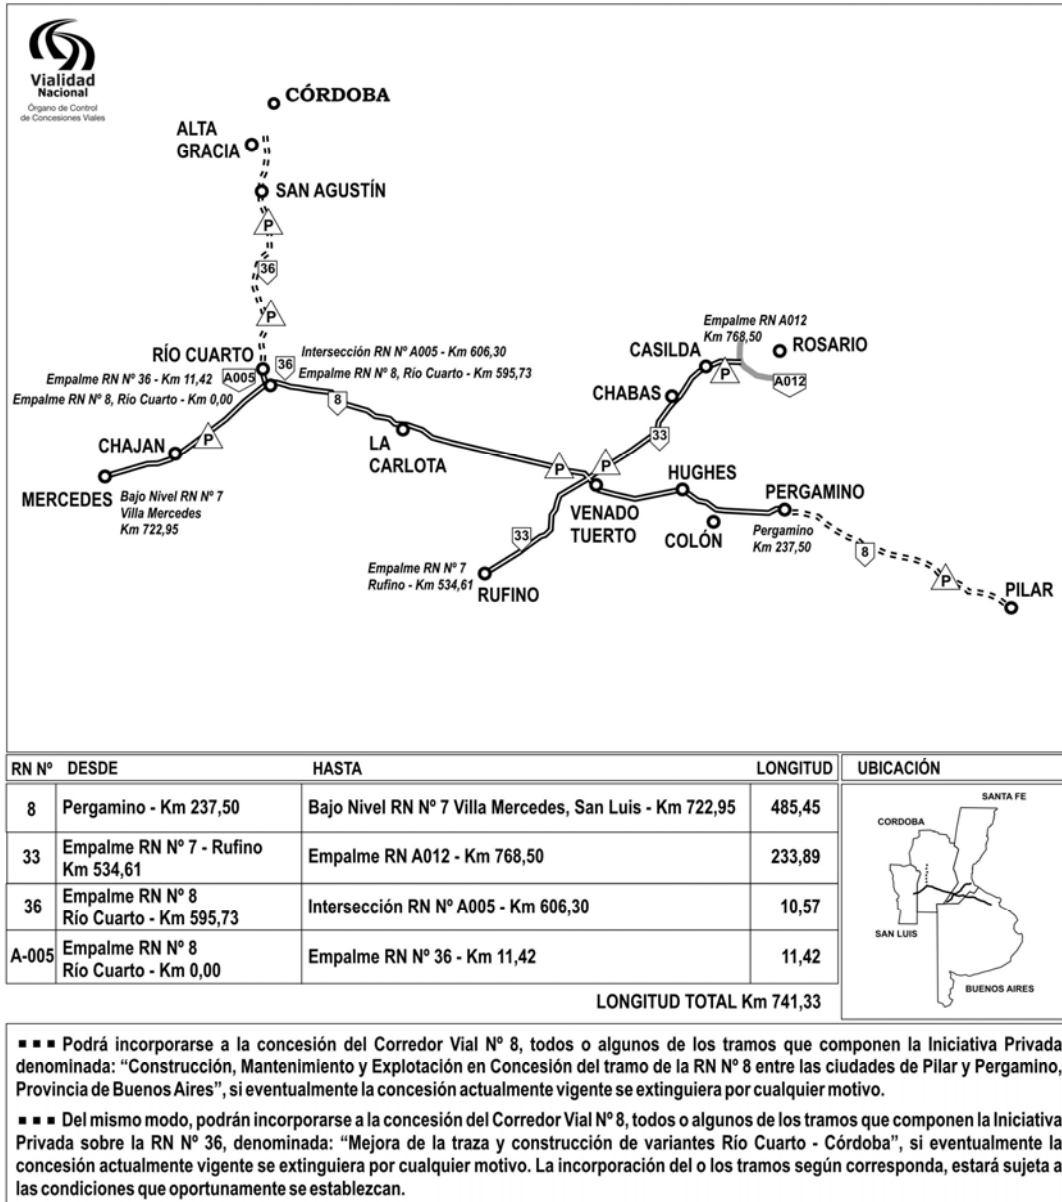 Vialidad
Nacional
Órgano de Control
de Concesiones Viales
CÓRDOBA
ALTA
GRACIA
SAN AGUSTÍN
P
36
P
RÍO CUARTO
36
A005
Intersección RN Nº A005 - Km 606,30
Empalme RN Nº 36 - Km 11,42
Empalme RN Nº 8, Río Cuarto - Km 595,73
Empalme RN Nº 8, Río Cuarto - Km 0,00
8
Empalme RN A012
Km 768,50
ROSARIO
CASILDA
P
A012
CHABAS
33
CHAJAN
P
LA
CARLOTA
MERCEDES
Bajo Nivel RN Nº 7
Villa Mercedes
Km 722,95
P
P
HUGHES
VENADO
TUERTO
PERGAMINO
COLÓN
Pergamino
Km 237,50
33
8
Empalme RN Nº 7
Rufino - Km 534,61
RUFINO
P
PILAR
RN Nº DESDE HASTA LONGITUD UBICACIÓN
8 Pergamino - Km 237,50 Bajo Nivel RN Nº 7 Villa Mercedes, San Luis - Km 722,95 485,45
33 Empalme RN Nº 7 - Rufino
Km 534,61 Empalme RN A012 - Km 768,50 233,89
36 Empalme RN Nº 8
Río Cuarto - Km 595,73 Intersección RN Nº A005 - Km 606,30 10,57
A-005 Empalme RN Nº 8
Río Cuarto - Km 0,00 Empalme RN Nº 36 - Km 11,42 11,42
LONGITUD TOTAL Km 741,33
SANTA FE
CORDOBA
SAN LUIS
BUENOS AIRES
■ ■ ■ Podrá incorporarse a la concesión del Corredor Vial Nº 8, todos o algunos de los tramos que componen la Iniciativa Privada
denominada: “Construcción, Mantenimiento y Explotación en Concesión del tramo de la RN Nº 8 entre las ciudades de Pilar y Pergamino,
Provincia de Buenos Aires”, si eventualmente la concesión actualmente vigente se extinguiera por cualquier motivo.
■ ■ ■ Del mismo modo, podrán incorporarse a la concesión del Corredor Vial Nº 8, todos o algunos de los tramos que componen la Iniciativa
Privada sobre la RN Nº 36, denominada: “Mejora de la traza y construcción de variantes Río Cuarto - Córdoba”, si eventualmente la
concesión actualmente vigente se extinguiera por cualquier motivo. La incorporación del o los tramos según corresponda, estará sujeta a
las condiciones que oportunamente se establezcan.